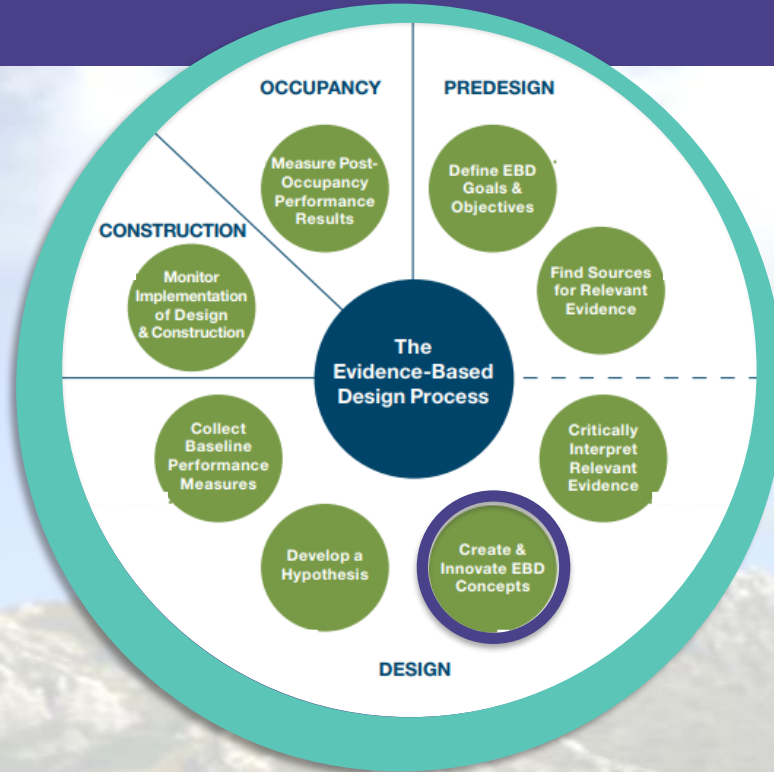 OCCUPANCY
PREDESIGN
Measure Post-
Occupancy
Performance
Results
Define EBD
Goals &
Objectives
CONSTRUCTION
Monitor
Implementation
of Design
& Construction
Find Sources
for Relevant
Evidence
The
Evidence-Based
Design Process
Collect
Baseline
Performance
Measures
Critically
Interpret
Relevant
Evidence
Develop a
Hypothesis
Create &
Innovate EBD
Concepts
DESIGN